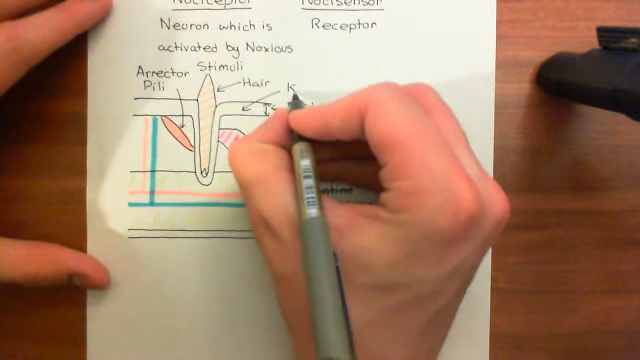 Nociceptor Nocisensor
Neuron which is Receptor
activated by Noxious
Stimuli
Arrector
Pili
Hair
K